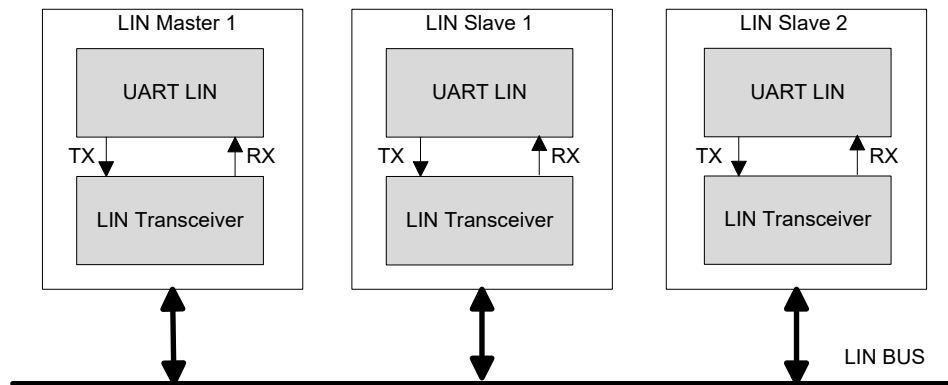 LIN Master 1
LIN Slave 1
LIN Slave 2
UART LIN
UART LIN
UART LIN
TX
RX
TX
RX
TX
RX
LIN Transceiver
LIN Transceiver
LIN Transceiver
LIN BUS